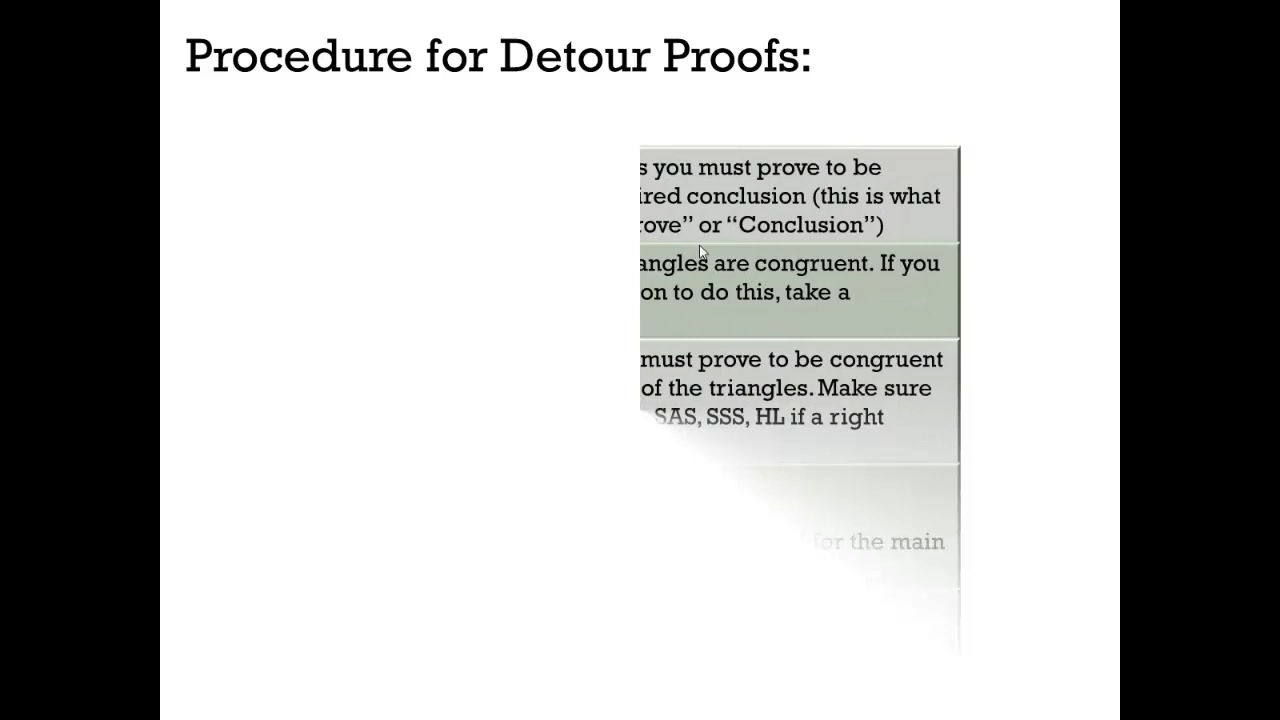 Procedure for Detour Proofs:
s you must prove to be
ired conclusion (this is what
rove” or “Conclusion”)
angles are congruent. If you
on to do this, take a
must prove to be congruent
of the triangles. Make sure
SAS, SSS, HL if a right
for the main